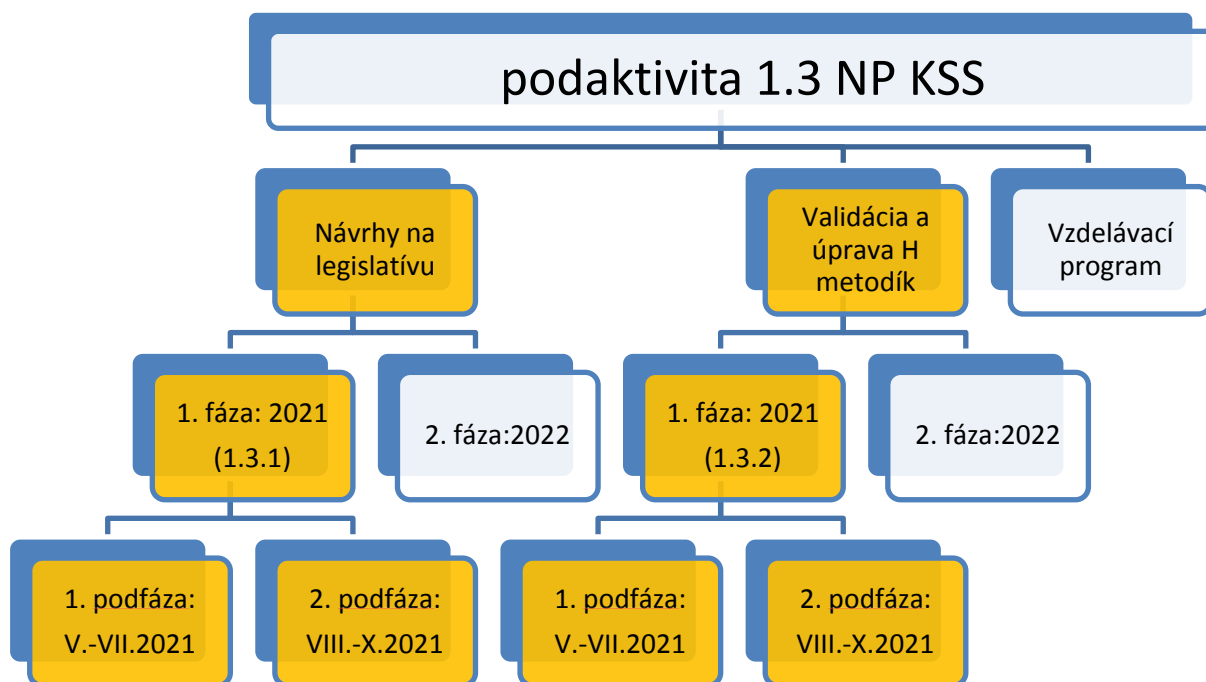 podaktivita 1.3 NP KSS
Návrhy na
legislatívu
Validácia a
úprava H
metodík
Vzdelávací
program
1. fáza: 2021
(1.3.1)
2. fáza:2022
1. fáza: 2021
(1.3.2)
2. fáza:2022
1. podfáza:
V.-VII.2021
2. podfáza:
VIII.-X.2021
1. podfáza:
V.-VII.2021
2. podfáza:
VIII.-X.2021